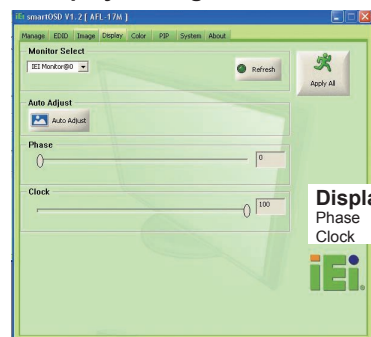 iEi smartOSD V1.2 [ AFL-17M ]
Manage EDID Image Display Color PIP System About
Monitor Select
IEI Monitor@0
Refresh
Apply All
Auto Adjust
Auto Adjust
Phase
0
Clock
100
Phase
Clock
iEi